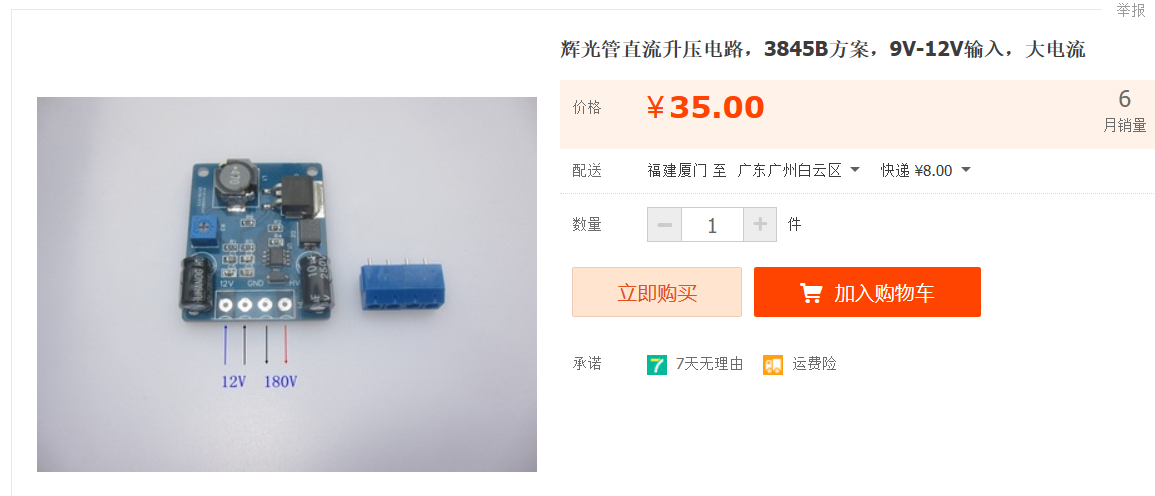 举报
辉光管直流升压电路，3845B方案，9V-12V输入，大电流
价格
¥35.00
6
月销量
配送
福建厦门 至 广东广州白云区
快递 ¥8.00
数量
1
件
立即购买
加入购物车
承诺
7
7天无理由
运费险
470
12V
GND
HV
10μF
250V
12V
180V